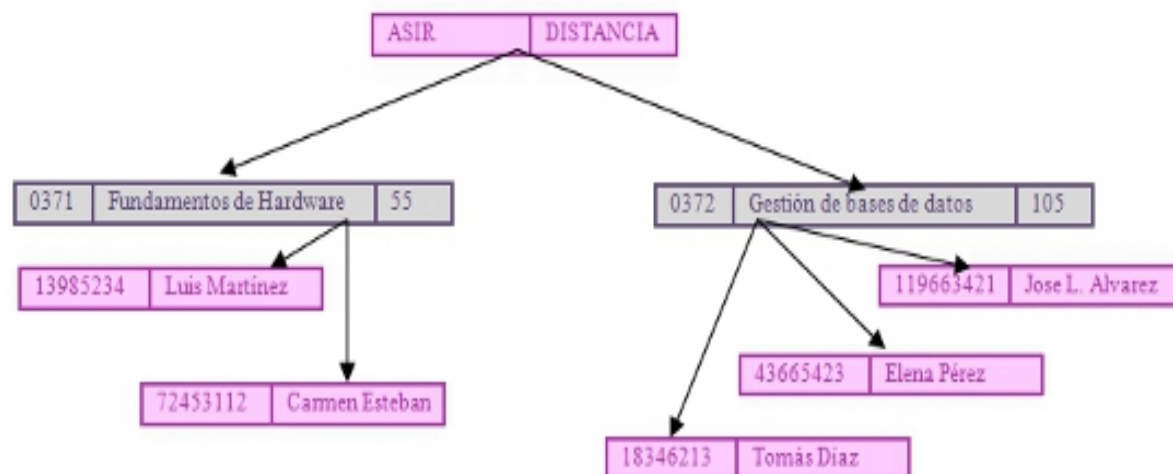 ASIR DISTANCIA
0371 Fundamentos de Hardware 55
0372 Gestión de bases de datos 105
13985234 Luis Martínez
119663421 Jose L. Alvarez
43665423 Elena Pérez
72453112 Carmen Esteban
18346213 Tomás Díaz